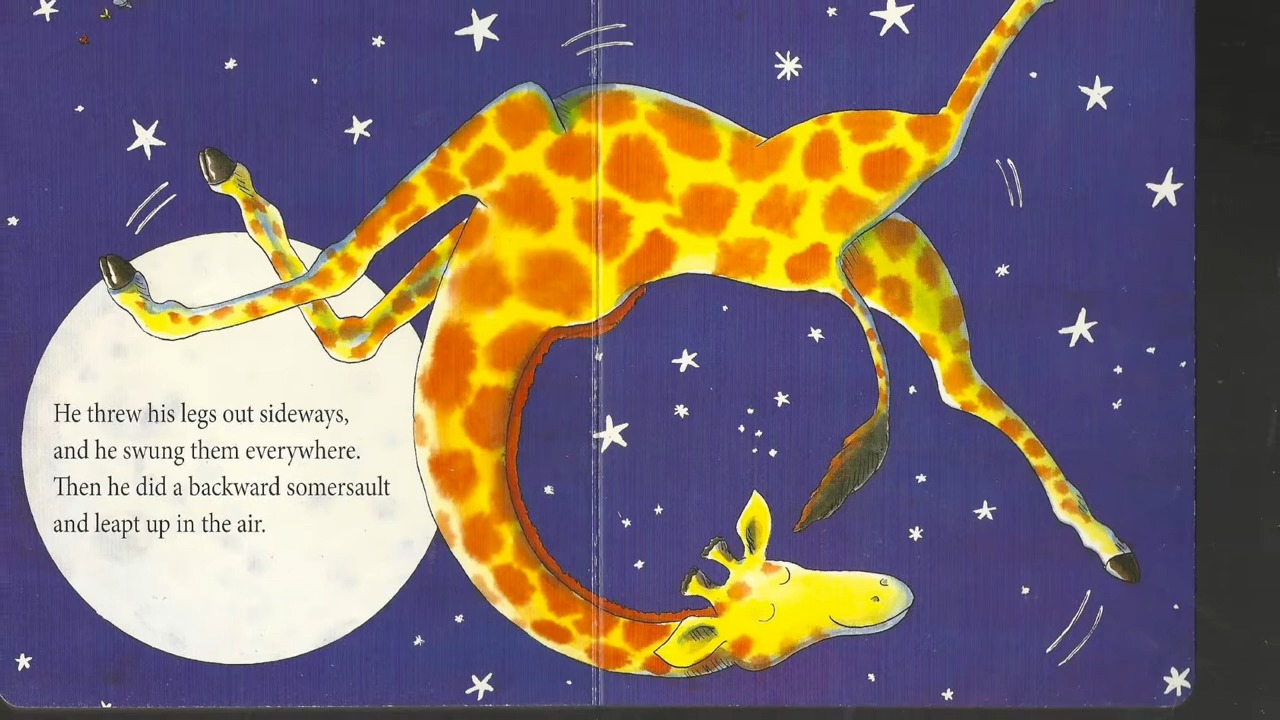 He threw his legs out sideways,
and he swung them everywhere.
Then he did a backward somersault
and leapt up in the air.